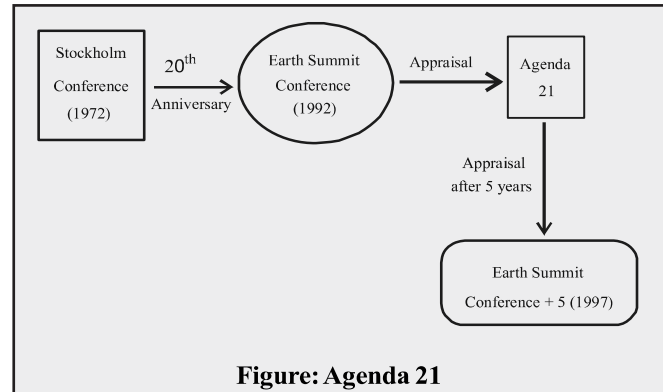 Stockholm
Conference
(1972)
20th
Anniversary
Earth Summit
Conference
(1992)
Appraisal
Agenda
21
Appraisal
after 5 years
Earth Summit
Conference + 5 (1997)
Figure: Agenda 21